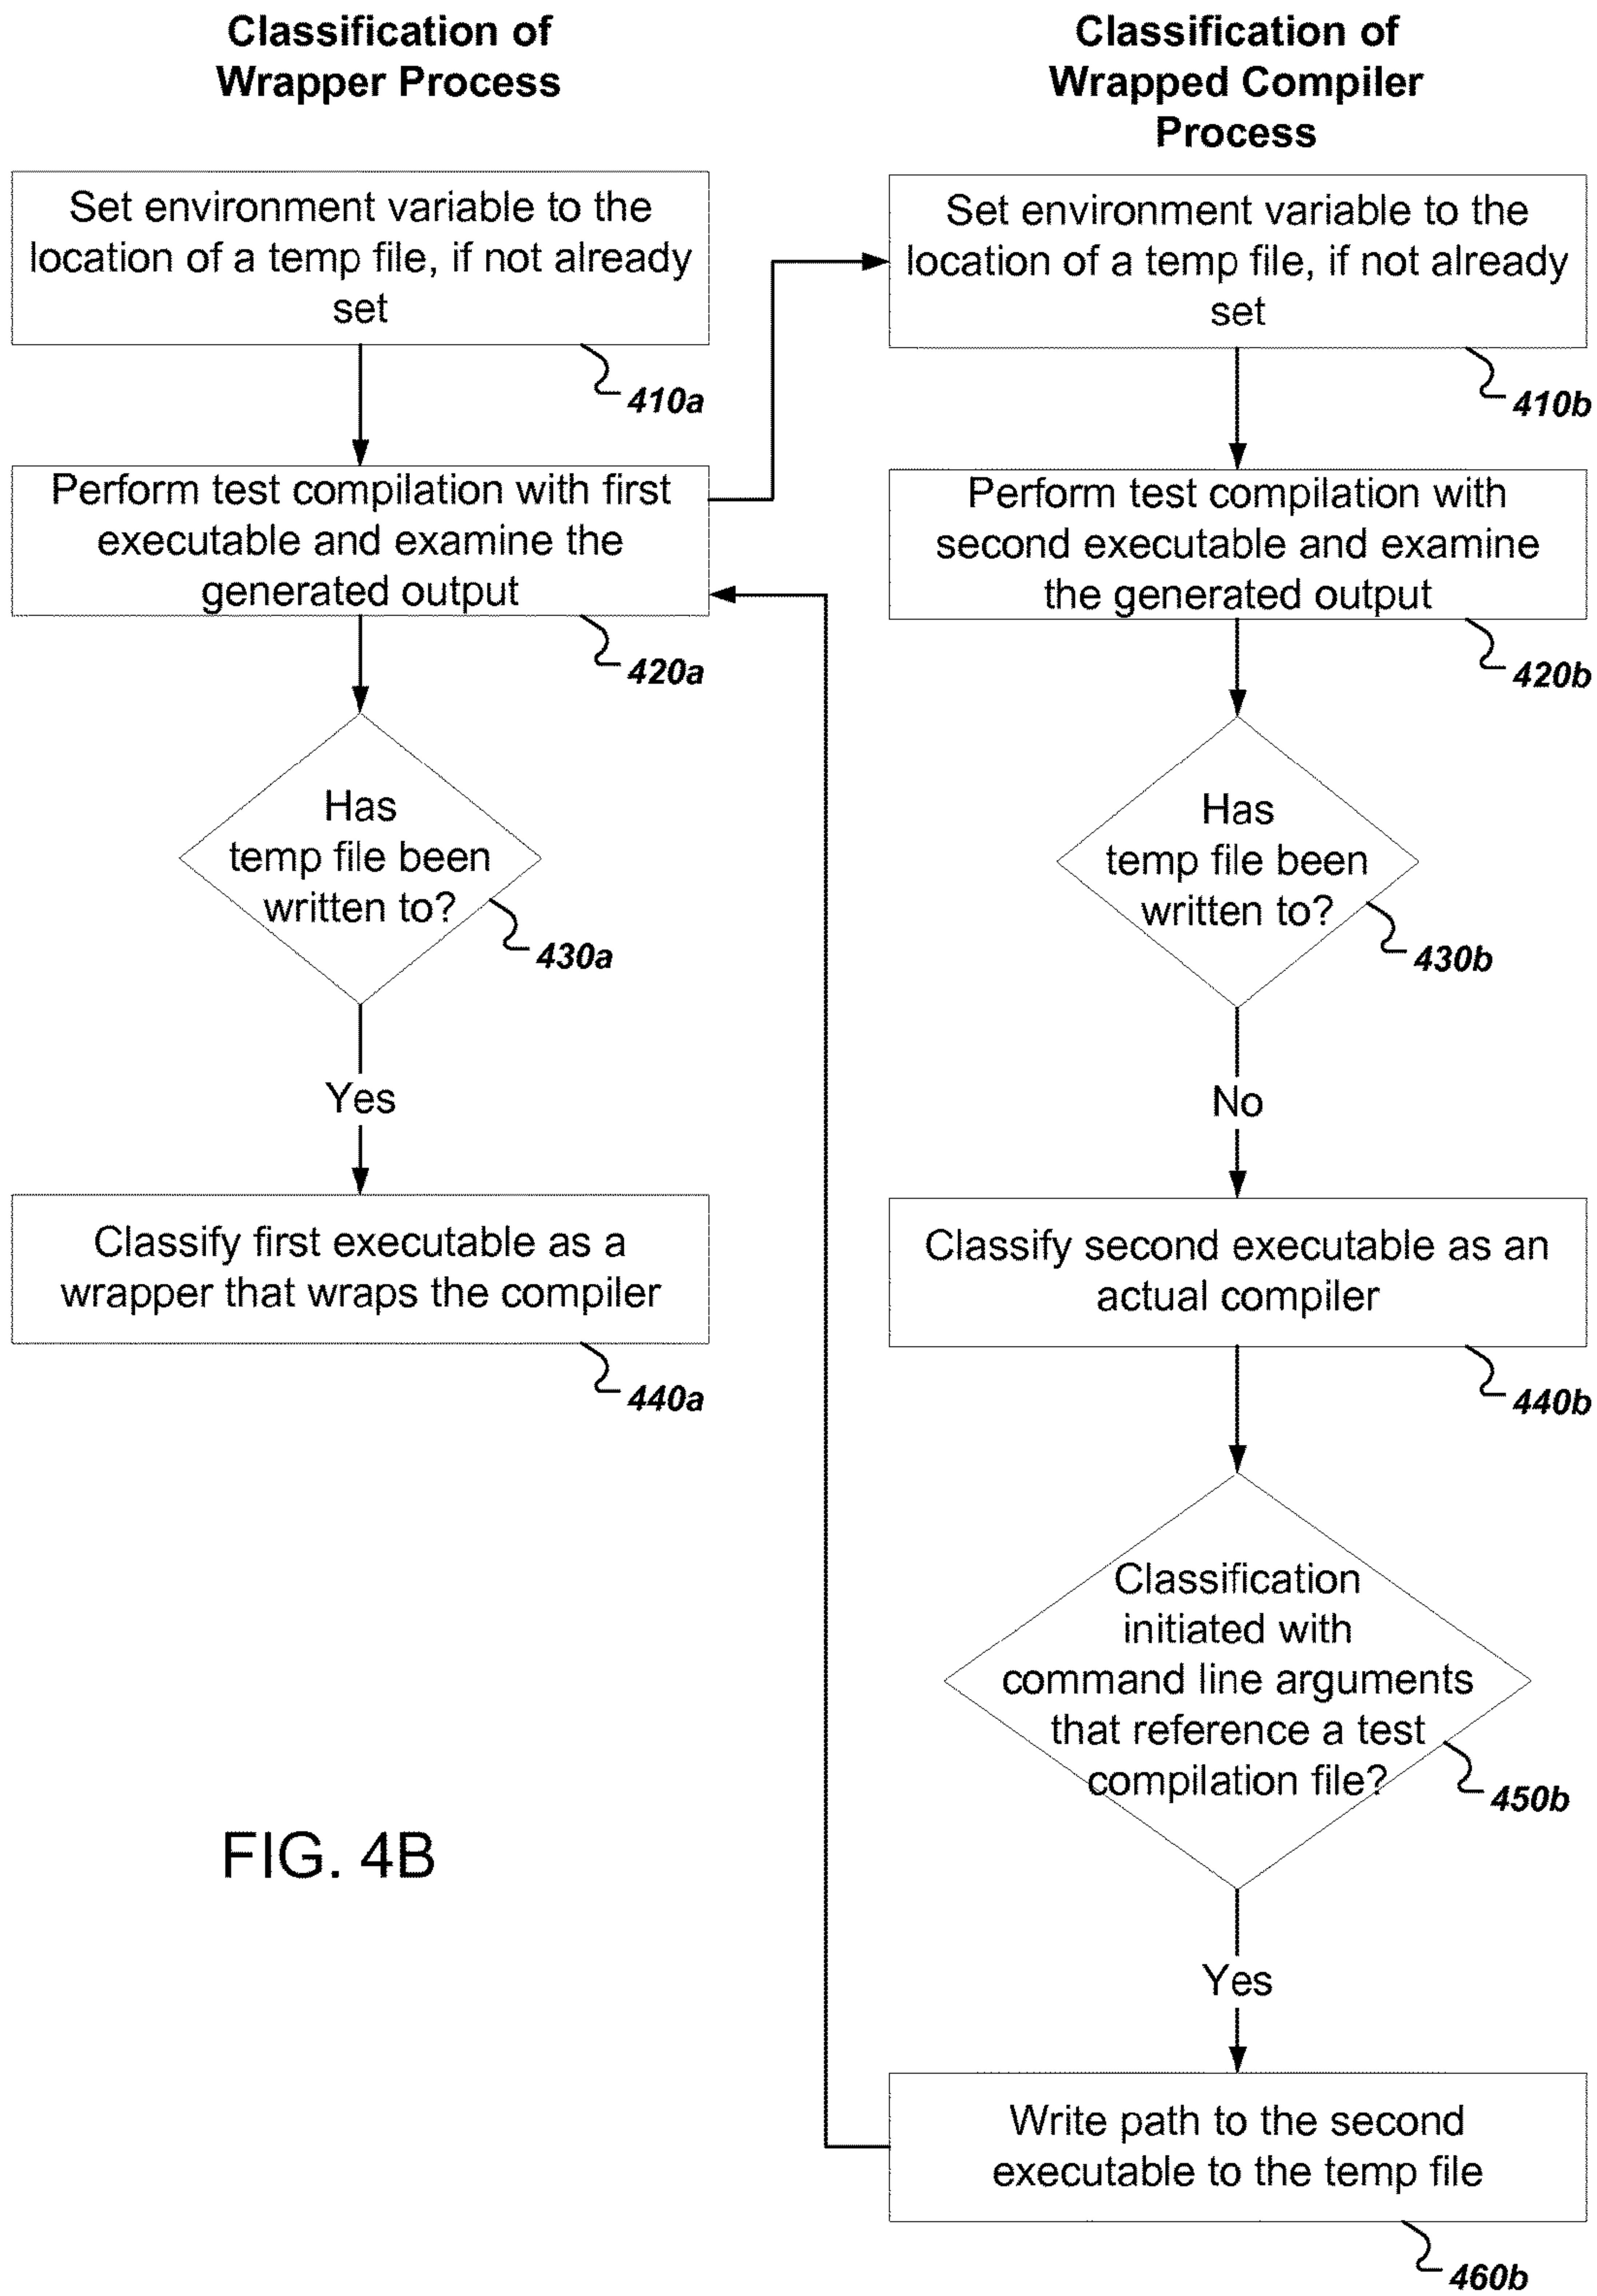 Classification of
Wrapper Process
Set environment variable to the
location of a temp file, if not already
set
410a
Perform test compilation with first
executable and examine the
generated output
420a
Has
temp file been
written to?
430a
Yes
Classify first executable as a
wrapper that wraps the compiler
440a
Classification of
Wrapped Compiler
Process
Set environment variable to the
location of a temp file, if not already
set
410b
Perform test compilation with
second executable and examine
the generated output
420b
Has
temp file been
written to?
430b
No
Classify second executable as an
actual compiler
440b
Classification
initiated with
command line arguments
that reference a test
compilation file?
450b
Yes
Write path to the second
executable to the temp file
460b
FIG. 4B